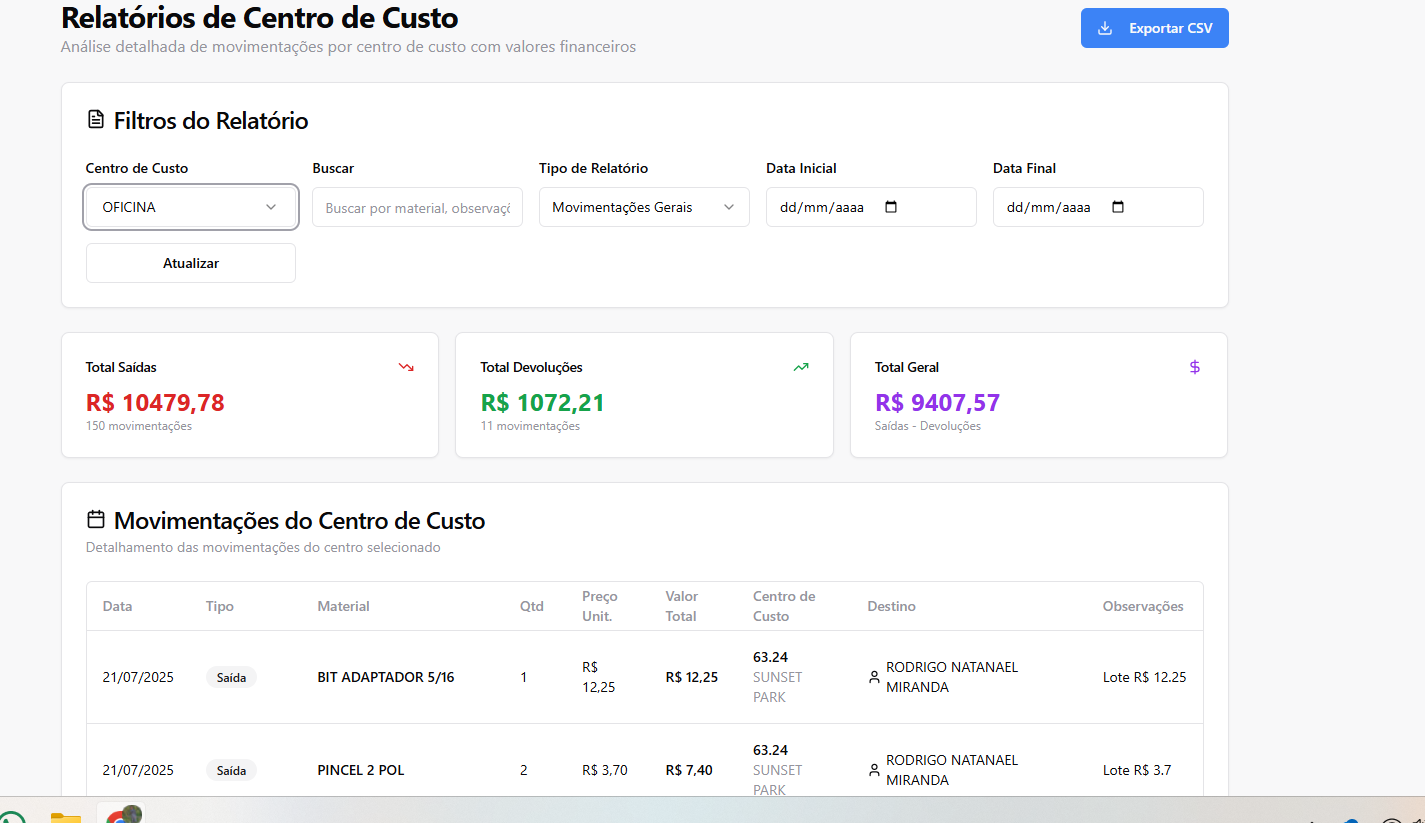 Relatórios de Centro de Custo
Análise detalhada de movimentações por centro de custo com valores financeiros
Exportar CSV
Filtros do Relatório
Centro de Custo
Buscar
Tipo de Relatório
Data Inicial
Data Final
OFICINA
Buscar por material, observaç
Movimentações Gerais
dd/mm/aaaa
dd/mm/aaaa
Atualizar
Total Saídas
R$ 10479,78
150 movimentações
Total Devoluções
R$ 1072,21
11 movimentações
Total Geral
$
R$ 9407,57
Saídas - Devoluções
Movimentações do Centro de Custo
Detalhamento das movimentações do centro selecionado
Data
Tipo
Material
Qtd
Preço
Unit.
Valor
Total
Centro de
Custo
Destino
Observações
21/07/2025
Saída
BIT ADAPTADOR 5/16
1
R$
12,25
R$ 12,25
63.24
SUNSET
PARK
RODRIGO NATANAEL
MIRANDA
Lote R$ 12.25
21/07/2025
Saída
PINCEL 2 POL
2
R$ 3,70
R$ 7,40
63.24
SUNSET
PARK
RODRIGO NATANAEL
MIRANDA
Lote R$ 3.7